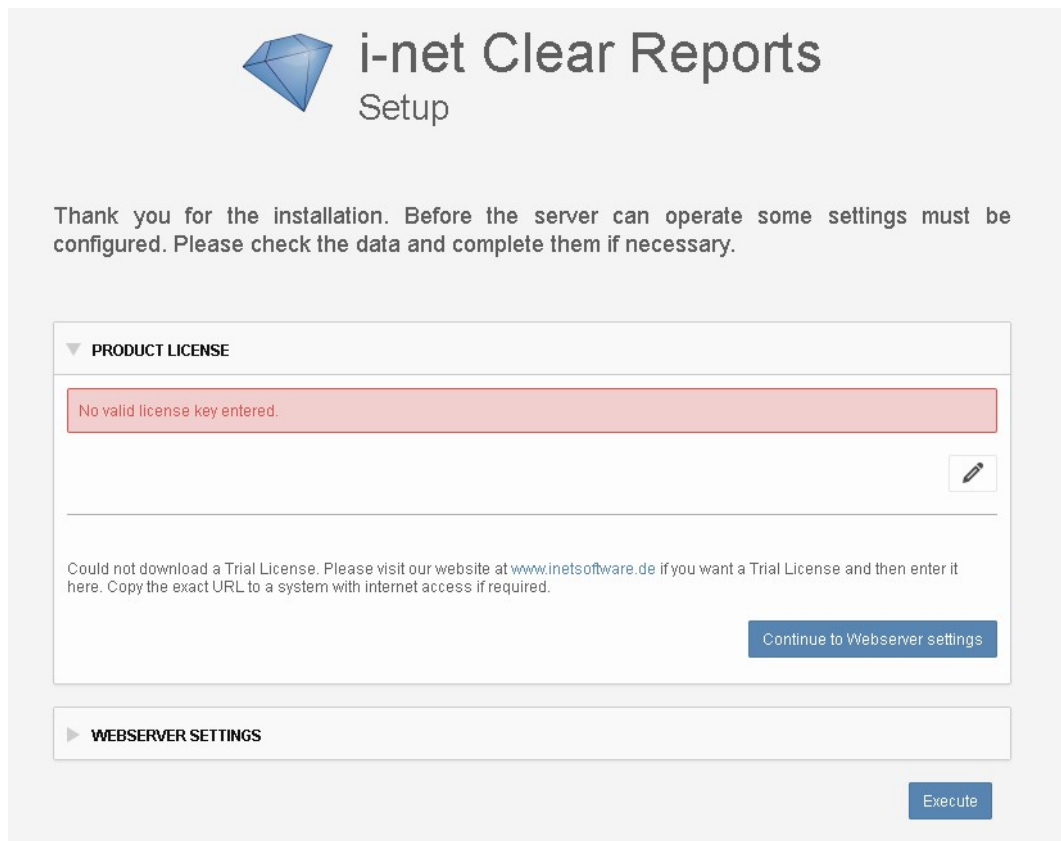 i-net Clear Reports
Setup
Thank you for the installation. Before the server can operate some settings must be
configured. Please check the data and complete them if necessary.
PRODUCT LICENSE
No valid license key entered.
Could not download a Trial License. Please visit our website at www.inetsoftware.de if you want a Trial License and then enter it
here. Copy the exact URL to a system with internet access if required.
Continue to Webserver settings
WEBSERVER SETTINGS
Execute